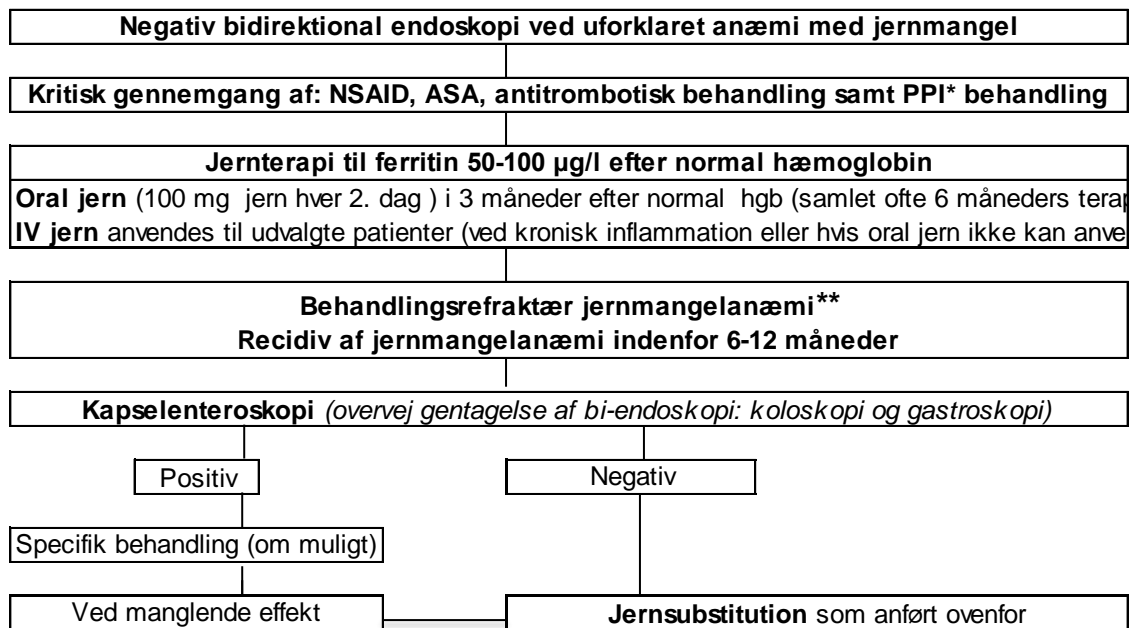 Negativ bidirektional endoskopi ved uforklaret anæmi med jernmangel
Kritisk gennemgang af: NSAID, ASA, antitrombotisk behandling samt PPI* behandling
Jernterapi til ferritin 50-100 µg/l efter normal hæmoglobin
Oral jern (100 mg jern hver 2. dag ) i 3 måneder efter normal hgb (samlet ofte 6 måneders terap
IV jern anvendes til udvalgte patienter (ved kronisk inflammation eller hvis oral jern ikke kan anve
Behandlingsrefraktær jernmangelanæmi**
Recidiv af jernmangelanæmi indenfor 6-12 måneder
Kapselenteroskopi (overvej gentagelse af bi-endoskopi: koloskopi og gastroskopi)
Positiv
Negativ
Specifik behandling (om muligt)
Ved manglende effekt
Jernsubstitution som anført ovenfor